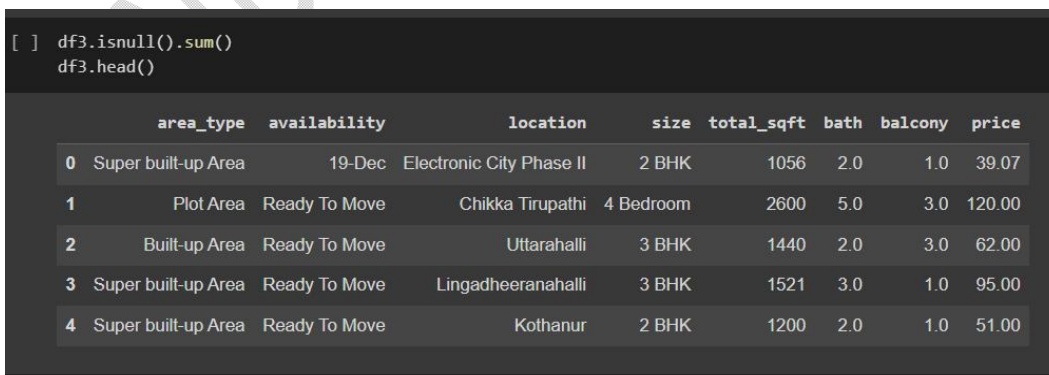 [ ] df3.isnull().sum()
df3.head()
area_type availability location size total_sqft bath balcony price
0 Super built-up Area 19-Dec Electronic City Phase II 2 BHK 1056 2.0 1.0 39.07
1 Plot Area Ready To Move Chikka Tirupathi 4 Bedroom 2600 5.0 3.0 120.00
2 Built-up Area Ready To Move Uttarahalli 3 BHK 1440 2.0 3.0 62.00
3 Super built-up Area Ready To Move Lingadheeranahalli 3 BHK 1521 3.0 1.0 95.00
4 Super built-up Area Ready To Move Kothanur 2 BHK 1200 2.0 1.0 51.00